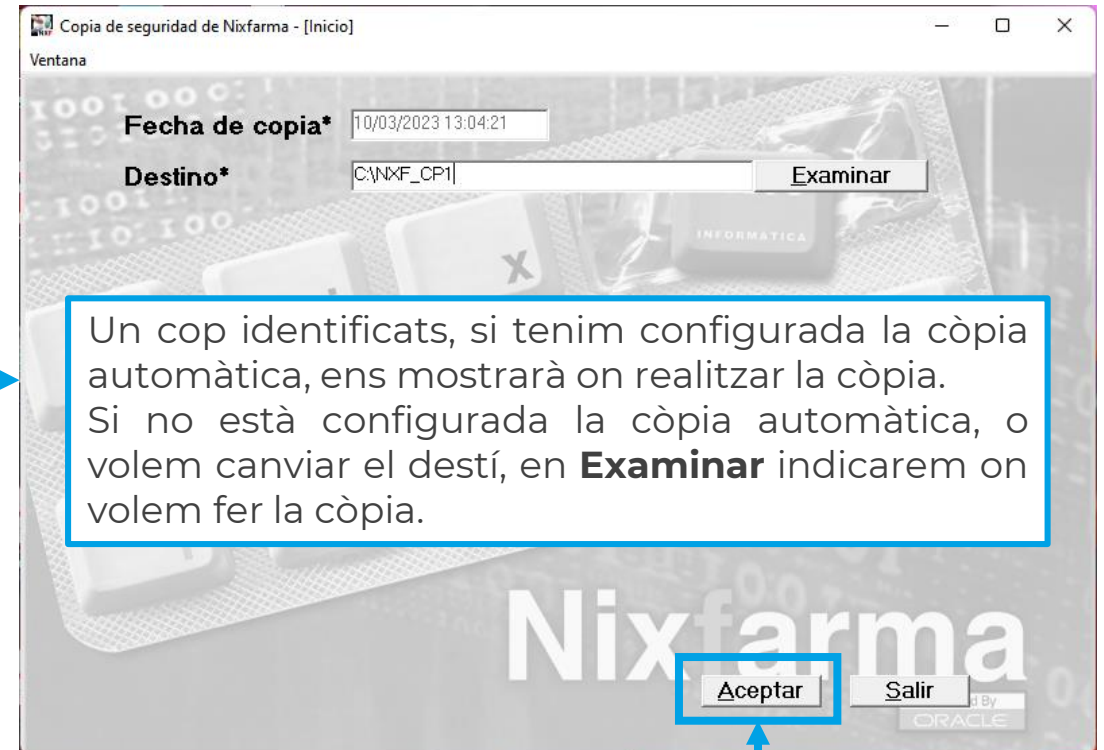 Copia de seguridad de Nixfarma - [Inicio]
Ventana
Fecha de copia* 10/03/2023 13:04:21
Destino* C:\NXF_CP1 Examinar
INFORMATICA
X
Un cop identificats, si tenim configurada la còpia
automàtica, ens mostrarà on realitzar la còpia.
Si no està configurada la còpia automàtica, o
volem canviar el destí, en Examinar indicarem on
volem fer la còpia.
Nixfarma
Aceptar Salir
By
ORACLE